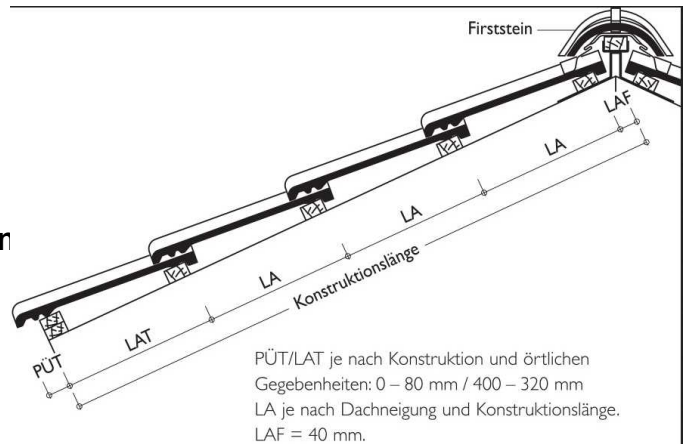 Firststein
LAF
LA
LA
LA
Konstruktionslänge
LAT
PÜT
PÜT/LAT je nach Konstruktion und örtlichen
Gegebenheiten: 0 – 80 mm / 400 – 320 mm
LA je nach Dachneigung und Konstruktionslänge.
LAF = 40 mm.